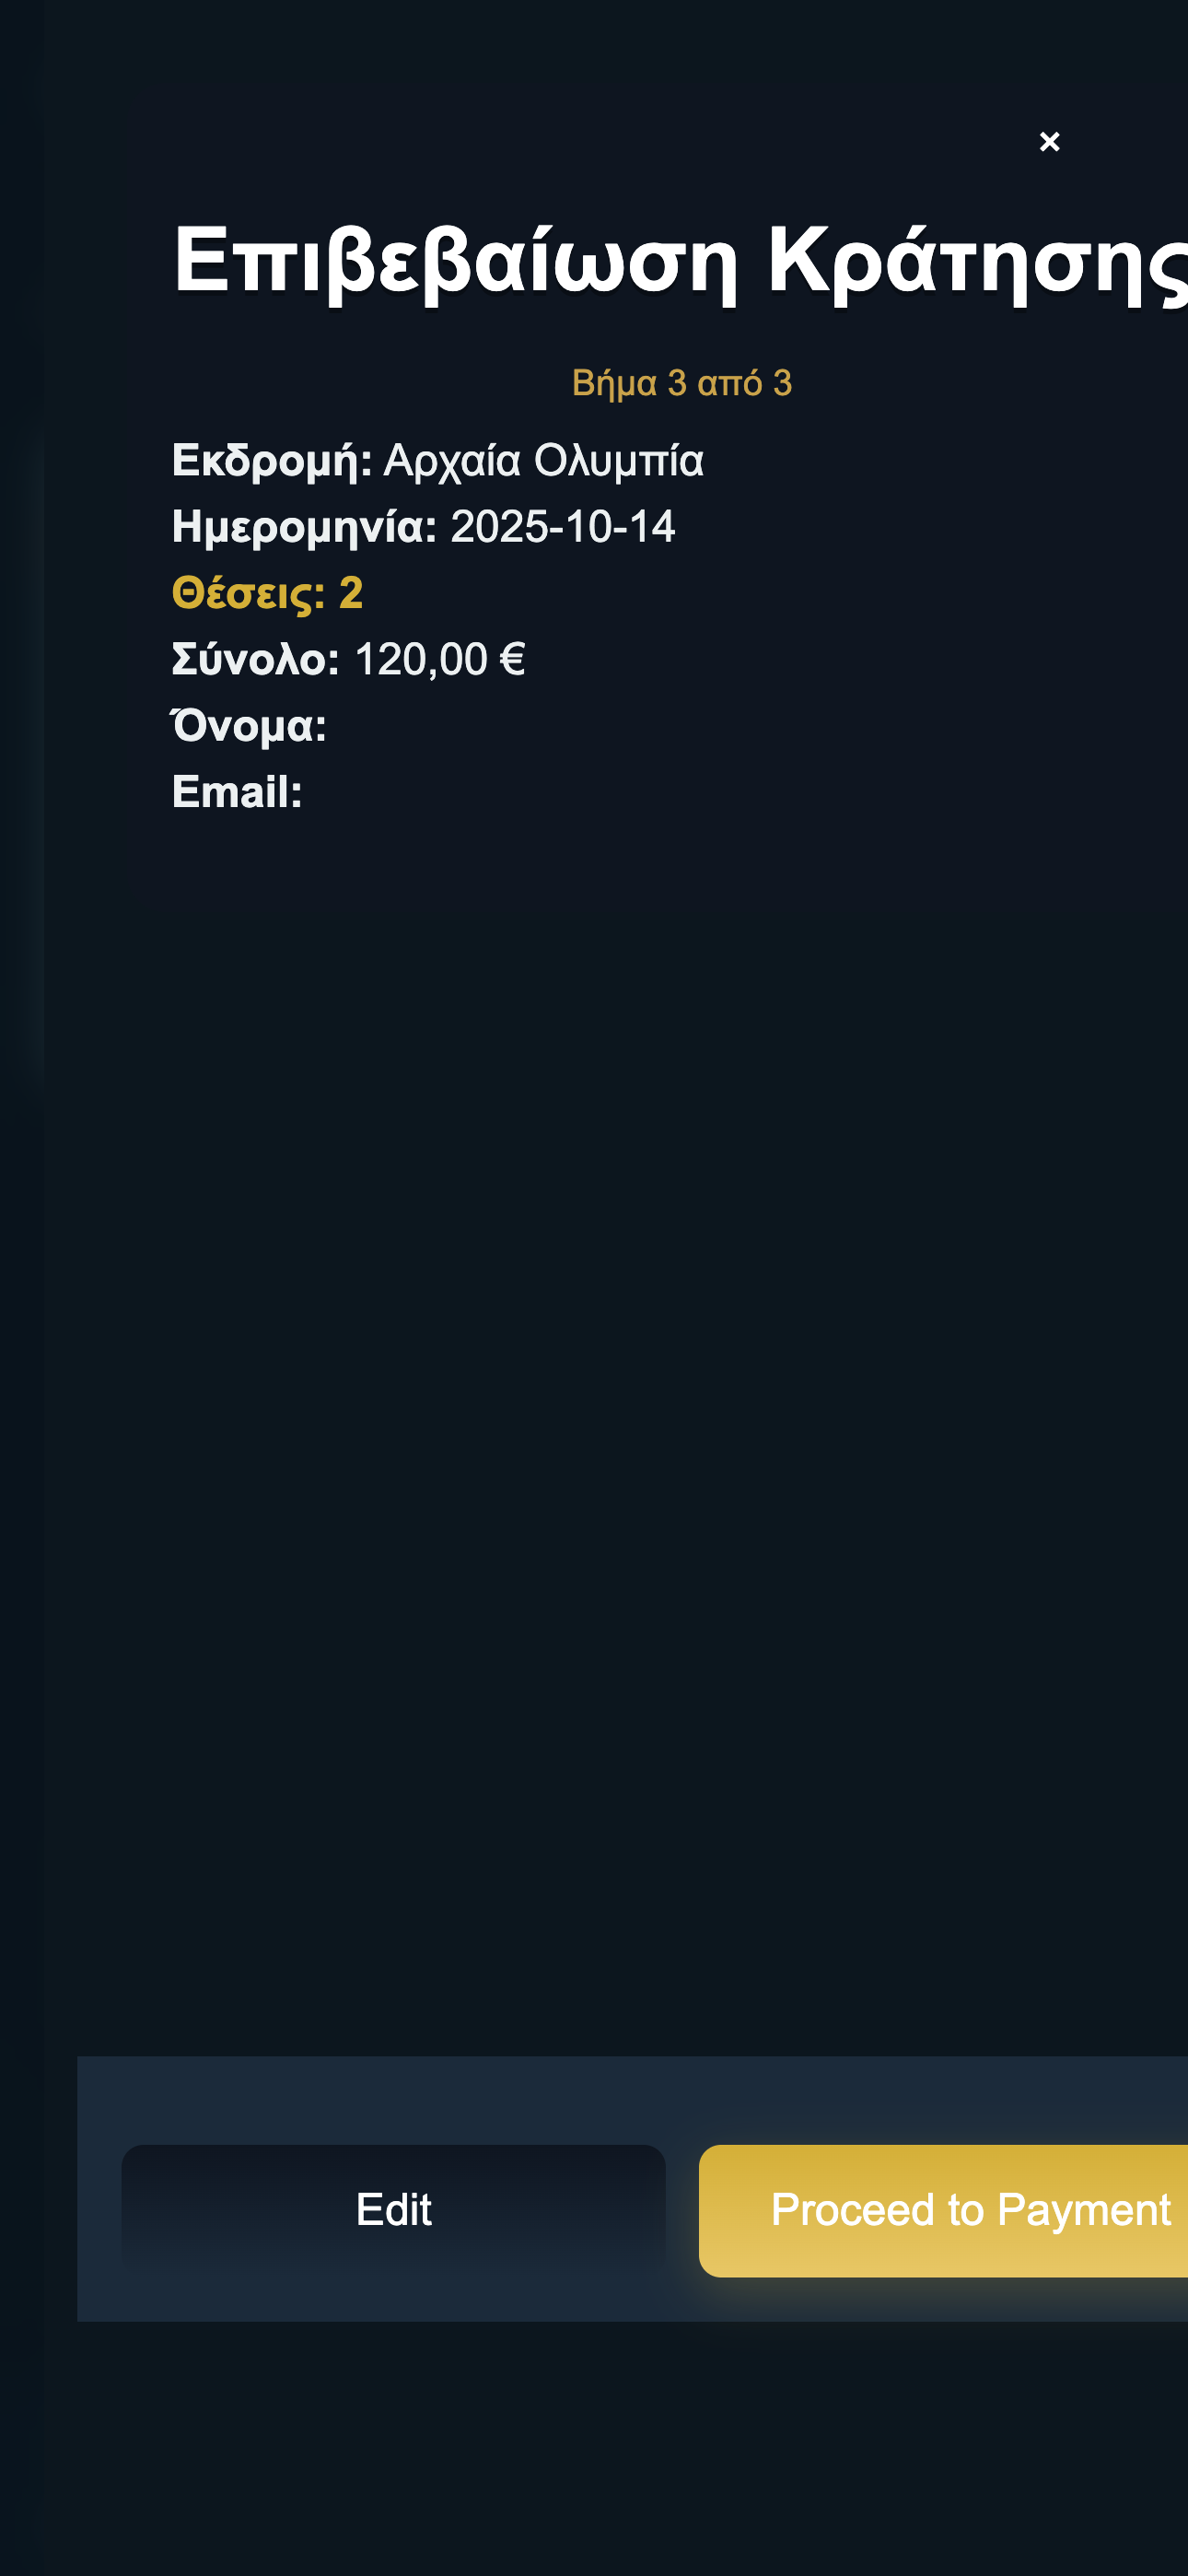 ×
Επιβεβαίωση Κράτησης
Βήμα 3 από 3
Εκδρομή: Αρχαία Ολυμπία
Ημερομηνία: 2025-10-14
Θέσεις: 2
Σύνολο: 120,00 €
Όνομα:
Email:
Edit
Proceed to Payment